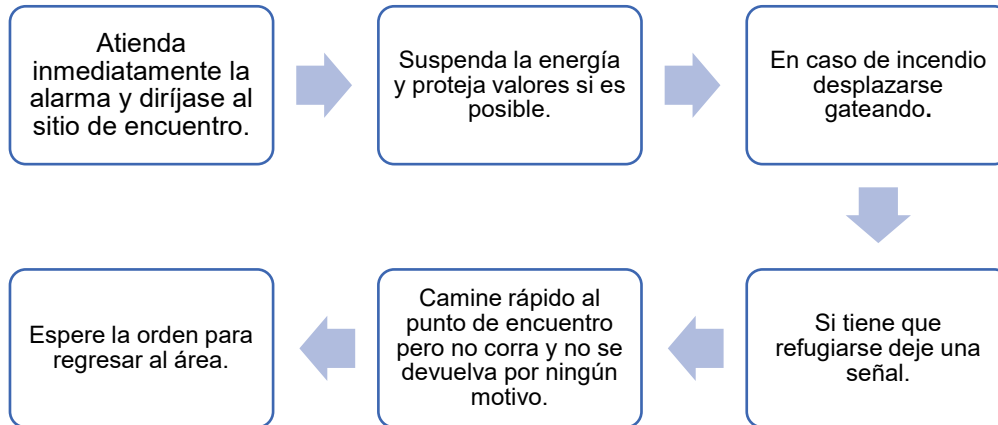 Atienda
inmediatamente la
alarma y diríjase al
sitio de encuentro.
Suspenda la energía
y proteja valores si es
posible.
En caso de incendio
desplazarse
gateando.
Si tiene que
refugiarse deje una
señal.
Camine rápido al
punto de encuentro
pero no corra y no se
devuelva por ningún
motivo.
Espere la orden para
regresar al área.